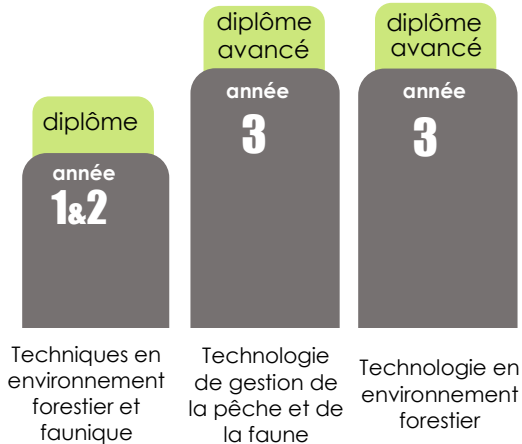 diplôme
année
1&2
Techniques en
environnement
forestier et
faunique
diplôme
avancé
année
3
Technologie
de gestion de
la pêche et de
la faune
diplôme
avancé
année
3
Technologie en
environnement
forestier